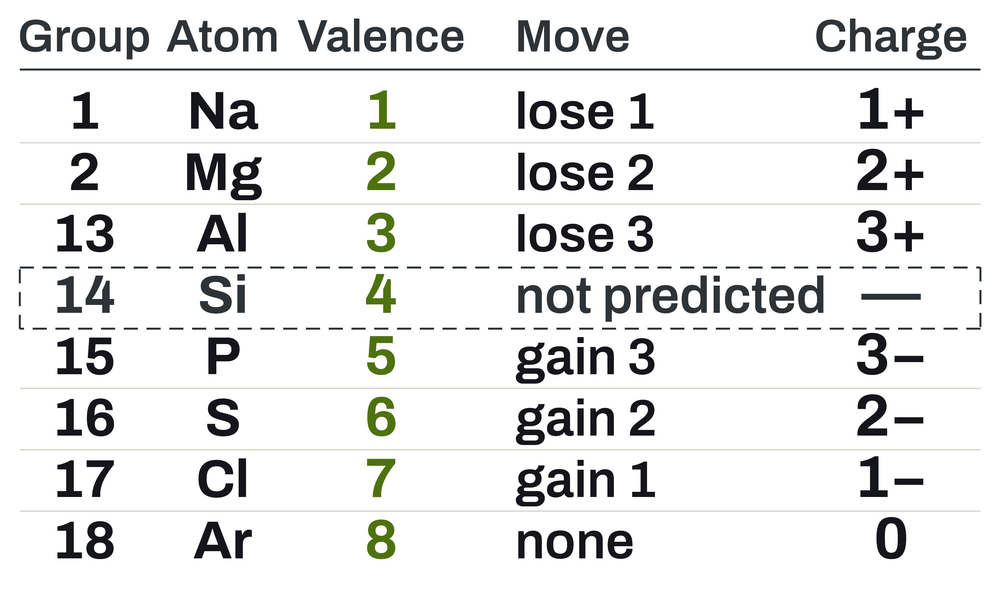 Group Atom Valence Move Charge
1 Na 1 lose 1 1+
2 Mg 2 lose 2 2+
13 Al 3 lose 3 3+
14 Si 4 not predicted —
15 P 5 gain 3 3−
16 S 6 gain 2 2−
17 Cl 7 gain 1 1−
18 Ar 8 none 0